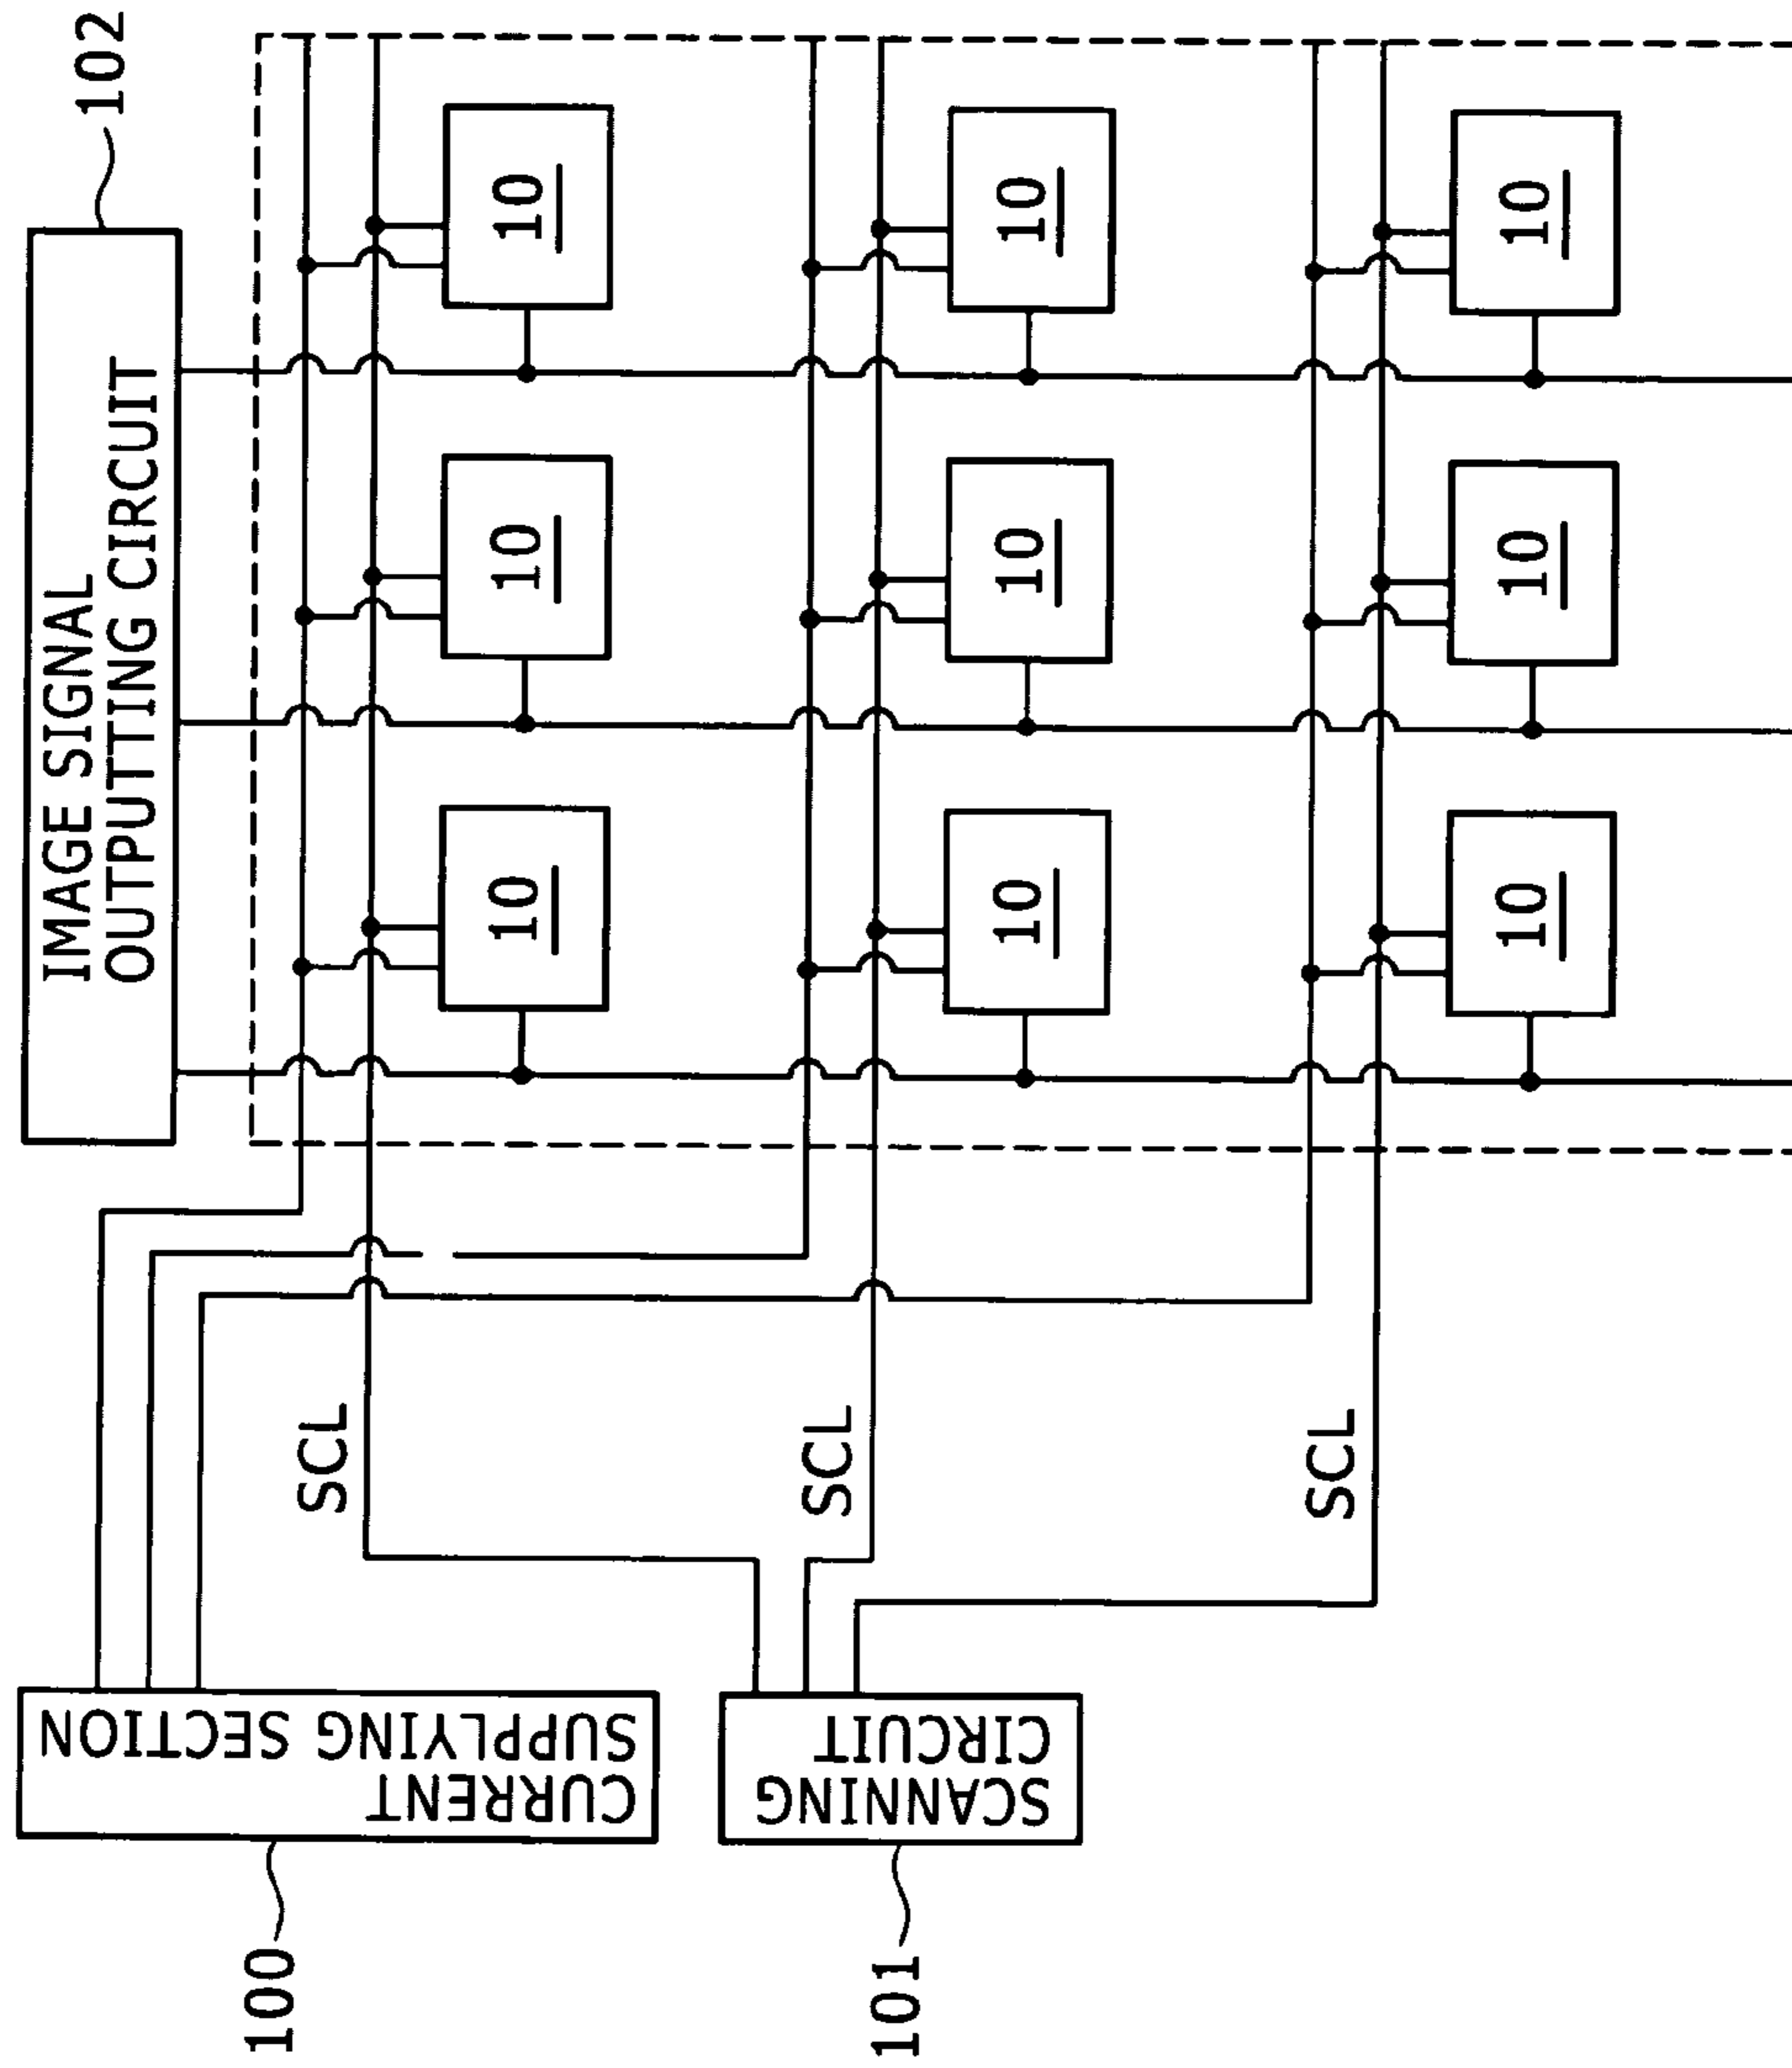 102
IMAGE SIGNAL
OUTPUTTING CIRCUIT
10
10
10
10
10
10
10
10
10
SCL
SCL
SCL
100
CURRENT
SUPPLYING SECTION
101
SCANNING
CIRCUIT